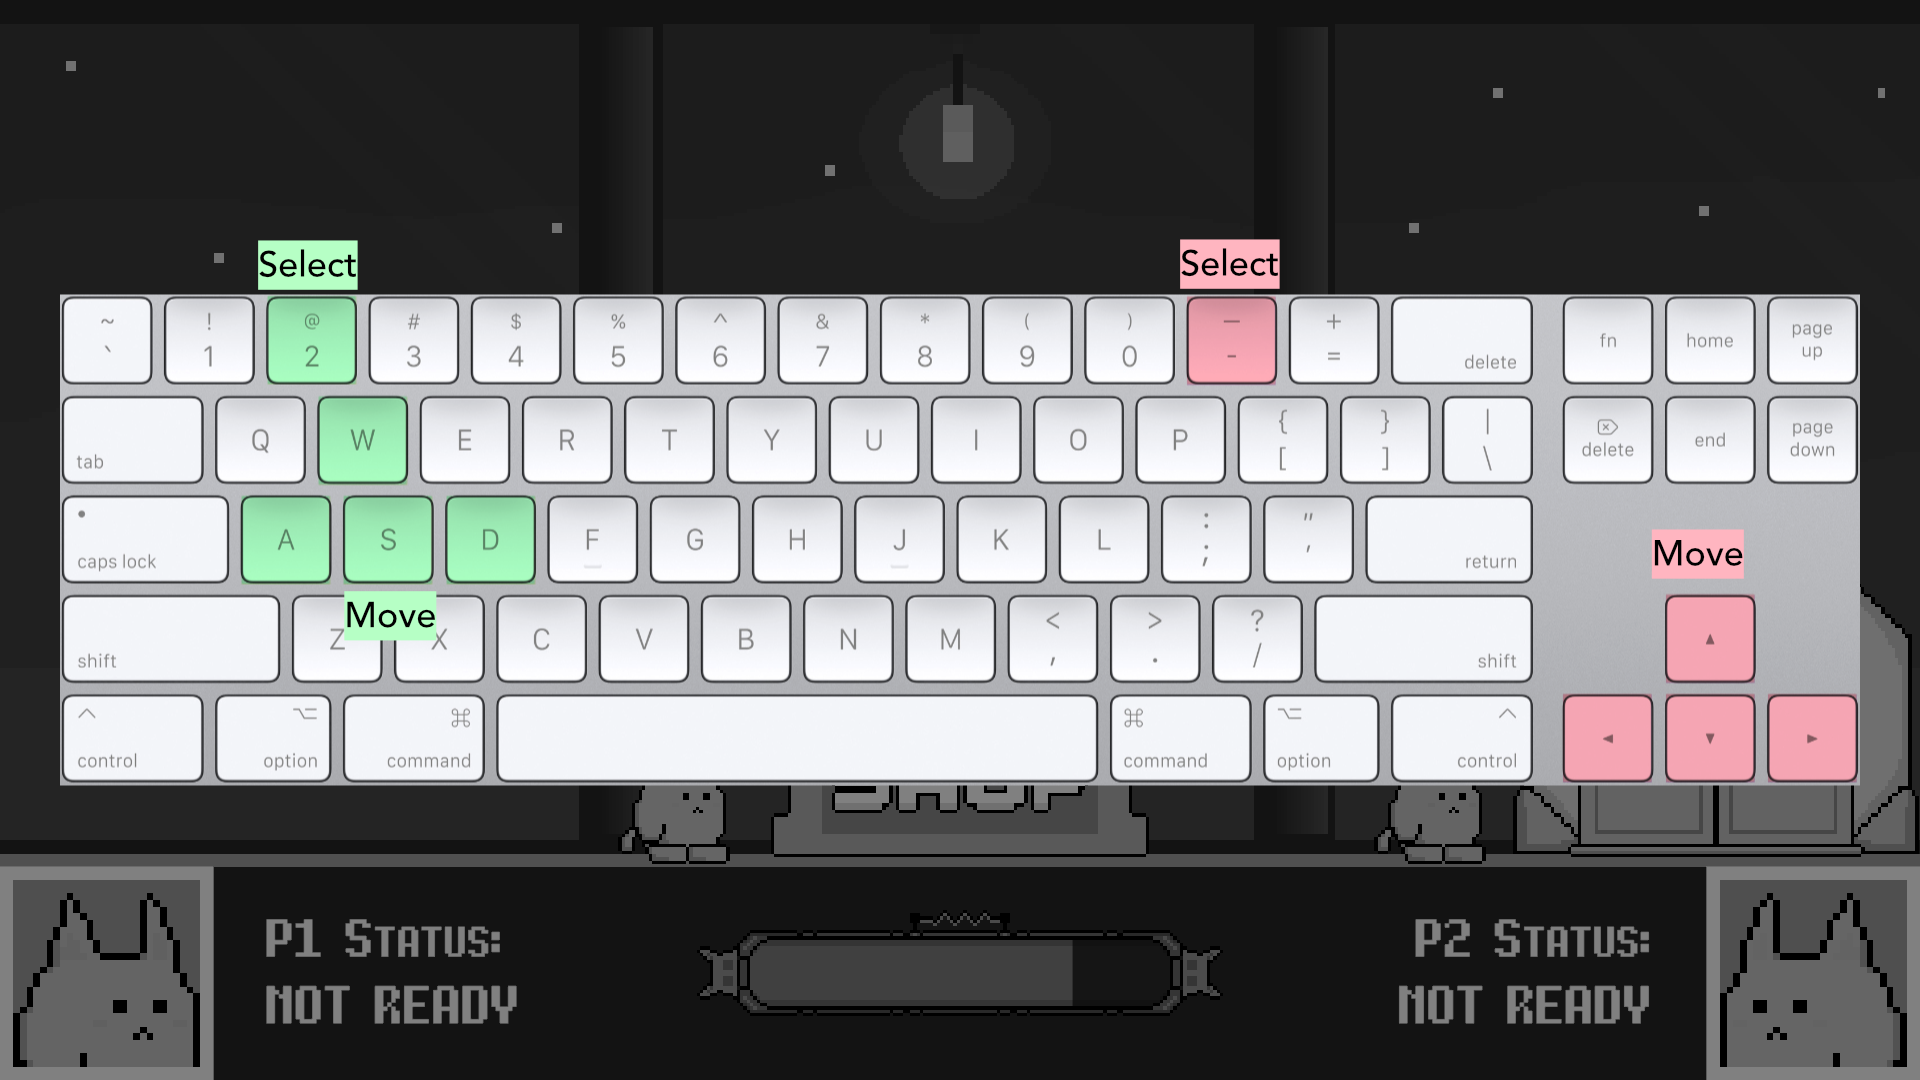 Select Select
~ ! @ # $ % ^ & * ( ) — +
` 1 2 3 4 5 6 7 8 9 0 - = delete fn home page up
tab Q W E R T Y U I O P { [ } ] | \ delete end page down
caps lock A S D F G H J K L : ; " ' return
Move
shift Z X C V B N M < , > . ? / shift
Move
control option ⌘ command ⌘ command option control
SHOP
P1 STATUS:
NOT READY
P2 STATUS:
NOT READY